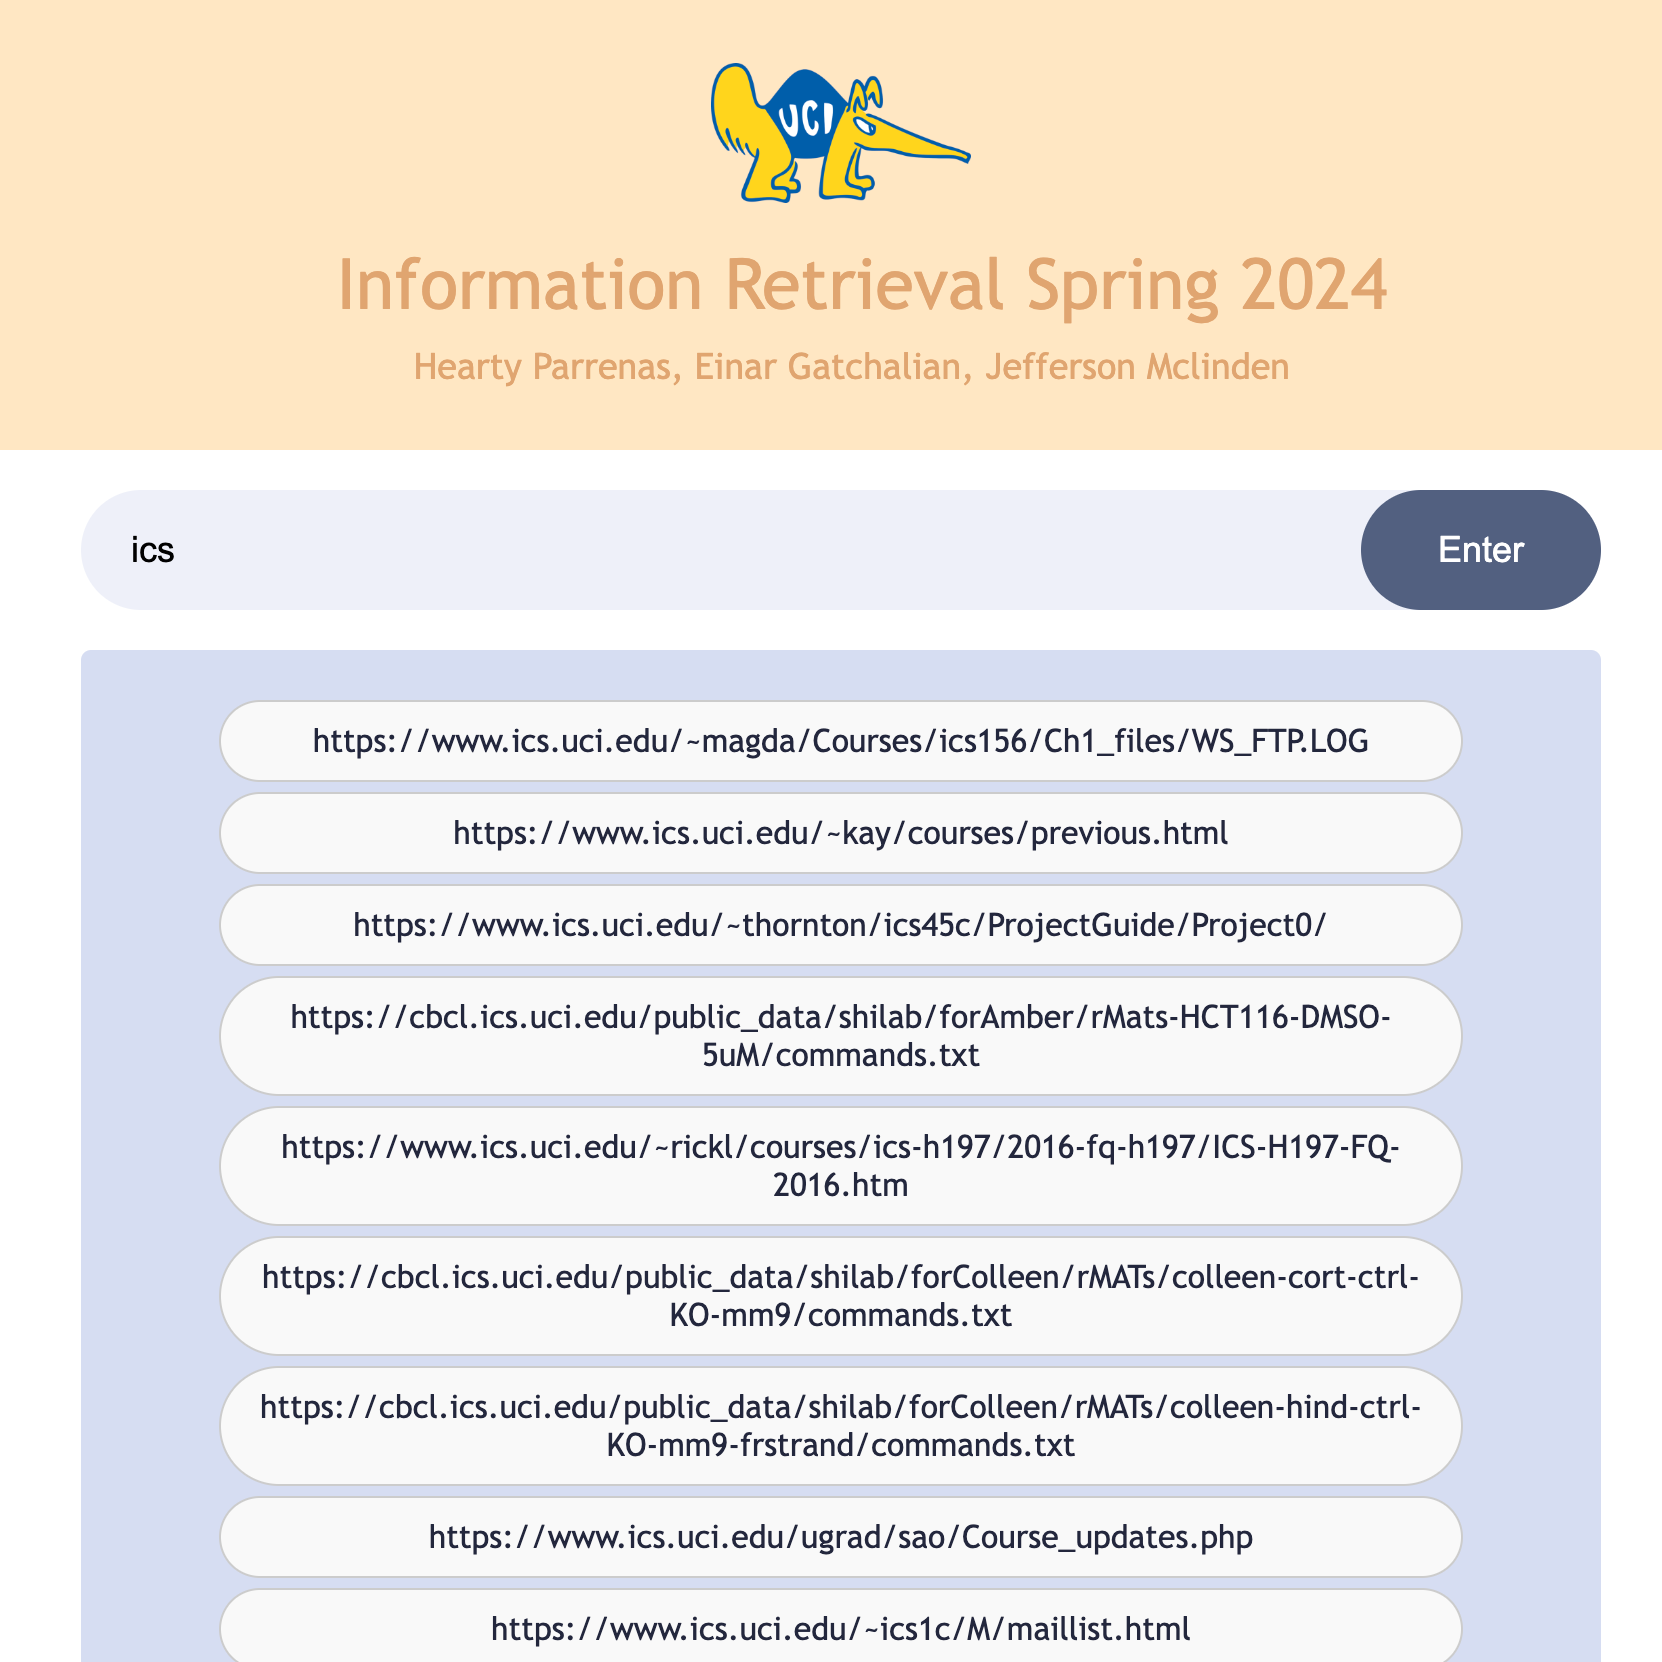 UCI
Information Retrieval Spring 2024
Hearty Parrenas, Einar Gatchalian, Jefferson Mclinden
ics
Enter
https://www.ics.uci.edu/~magda/Courses/ics156/Ch1_files/WS_FTP.LOG
https://www.ics.uci.edu/~kay/courses/previous.html
https://www.ics.uci.edu/~thornton/ics45c/ProjectGuide/Project0/
https://cbcl.ics.uci.edu/public_data/shilab/forAmber/rMats-HCT116-DMSO-
5uM/commands.txt
https://www.ics.uci.edu/~rickl/courses/ics-h197/2016-fq-h197/ICS-H197-FQ-
2016.htm
https://cbcl.ics.uci.edu/public_data/shilab/forColleen/rMATs/colleen-cort-ctrl-
KO-mm9/commands.txt
https://cbcl.ics.uci.edu/public_data/shilab/forColleen/rMATs/colleen-hind-ctrl-
KO-mm9-frstrand/commands.txt
https://www.ics.uci.edu/ugrad/sao/Course_updates.php
https://www.ics.uci.edu/~ics1c/M/maillist.html